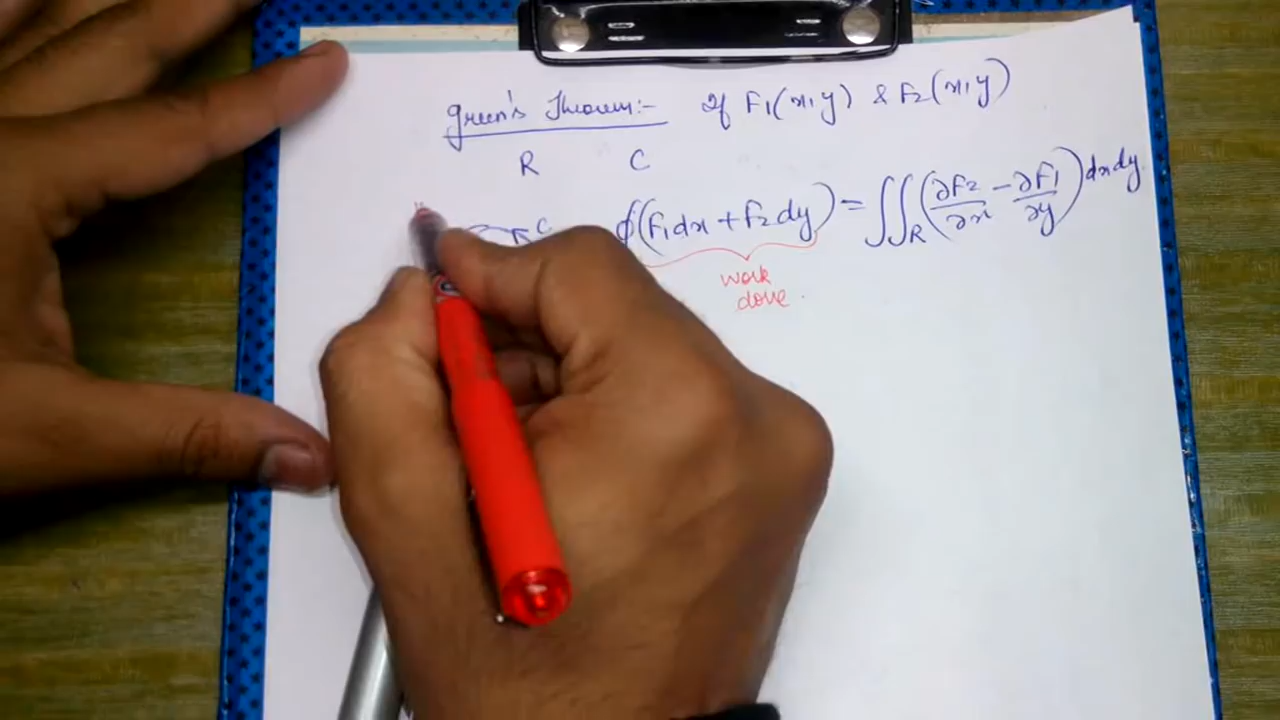 Green's Theorem:- If F1(x,y) & F2(x,y)
R C
C ∮(F1dx + F2dy) = ∬R (∂F2/∂x - ∂F1/∂y) dxdy
work
done.